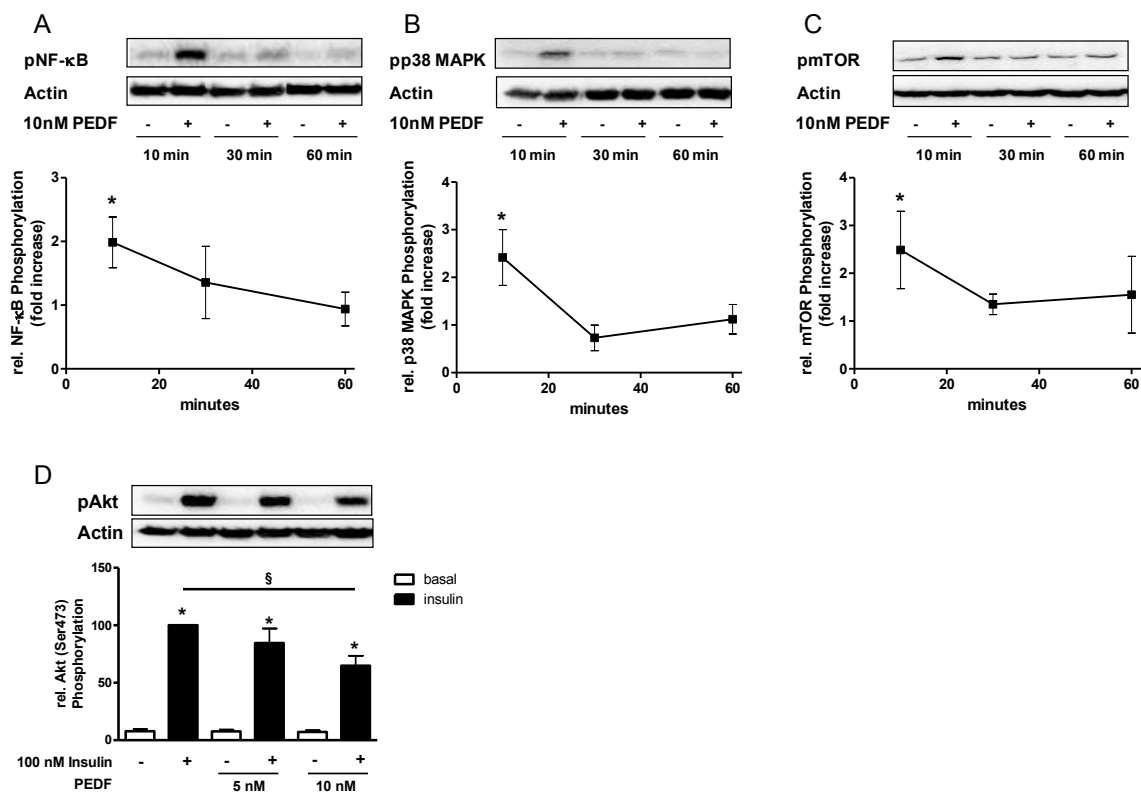 A
pNF-κB
Actin
10nM PEDF - + - + - +
10 min 30 min 60 min
rel. NF-κB Phosphorylation
(fold increase)
3
2
1
0
0 20 40 60
minutes
B
pp38 MAPK
Actin
10nM PEDF - + - + - +
10 min 30 min 60 min
rel. p38 MAPK Phosphorylation
(fold increase)
4
3
2
1
0
*
0 20 40 60
minutes
C
pmTOR
Actin
10nM PEDF - + - + - +
10 min 30 min 60 min
rel. mTOR Phosphorylation
(fold increase)
4
3
2
1
0
*
0 20 40 60
minutes
D
pAkt
Actin
rel. Akt (Ser473)
Phosphorylation
150
100
50
0
§
* * *
basal
insulin
100 nM Insulin - + - + - +
PEDF 5 nM 10 nM